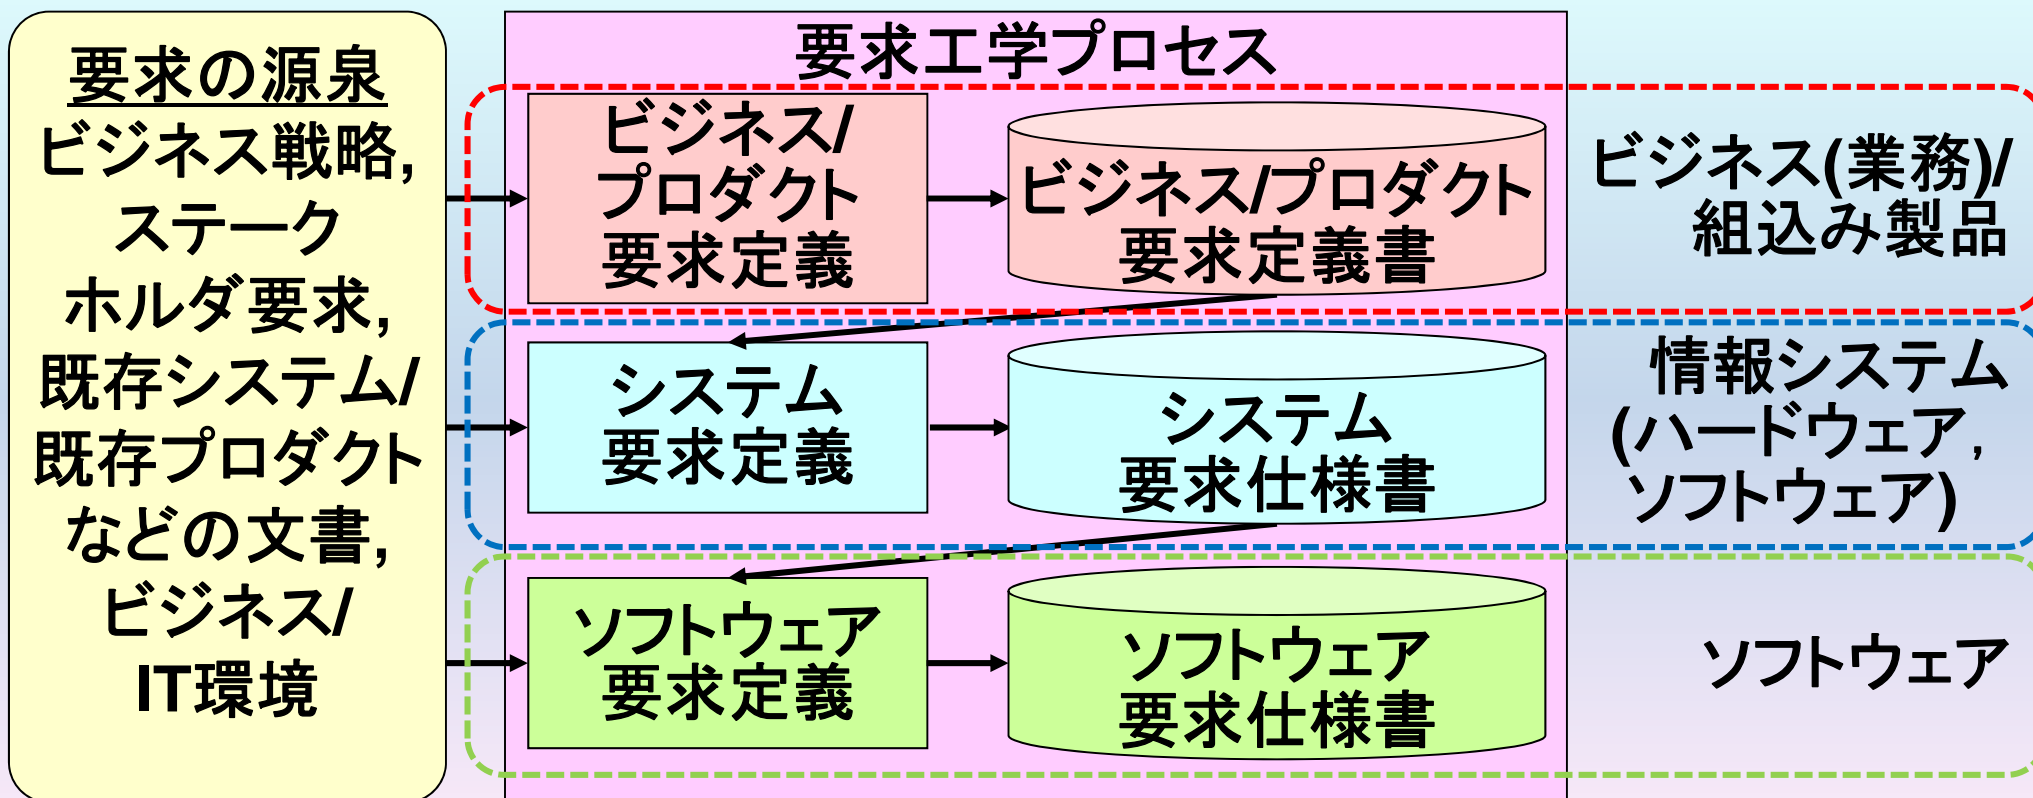 要求の源泉
ビジネス戦略,
ステーク
ホルダ要求,
既存システム/
既存プロダクト
などの文書,
ビジネス/
IT環境
要求工学プロセス
ビジネス/
プロダクト
要求定義
ビジネス/プロダクト
要求定義書
ビジネス(業務)/
組込み製品
システム
要求定義
システム
要求仕様書
情報システム
(ハードウェア,
ソフトウェア)
ソフトウェア
要求定義
ソフトウェア
要求仕様書
ソフトウェア